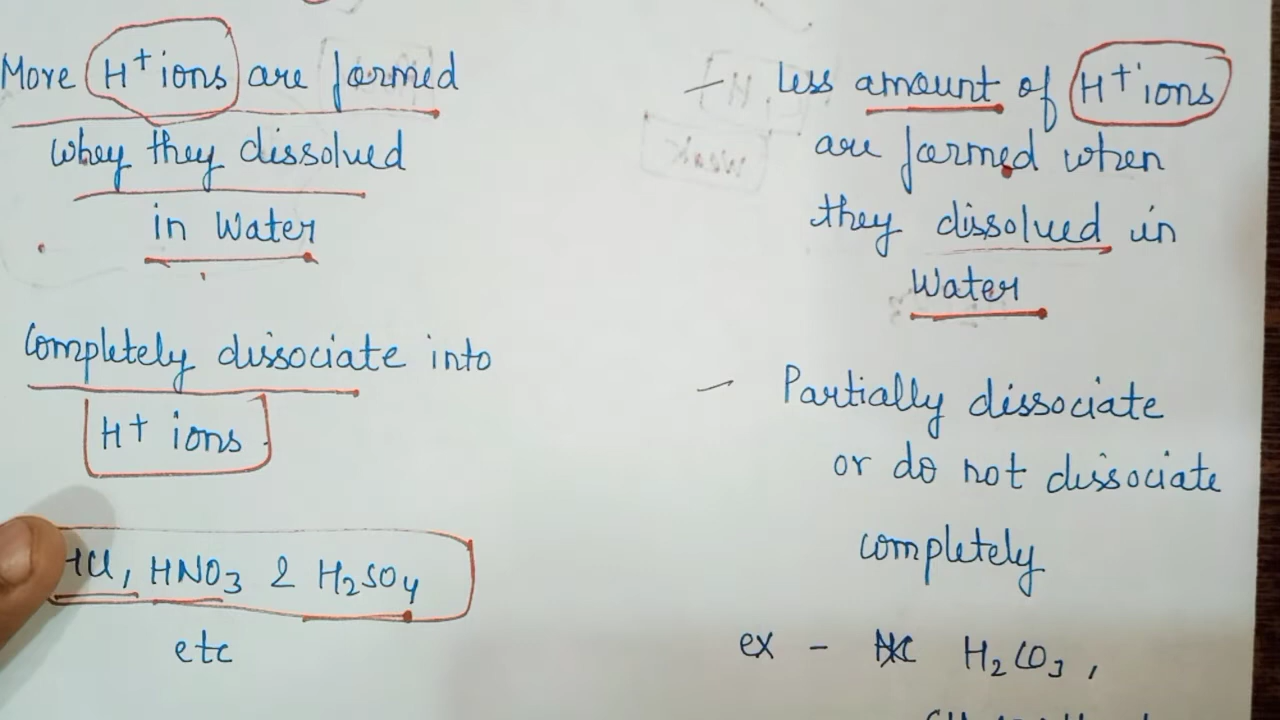 More H+ ions are formed
whey they dissolved
in Water
Completely dissociate into
H+ ions
HCl, HNO3 & H2SO4
etc
- Less amount of H+ ions
are formed when
they dissolved in
Water
- Partially dissociate
or do not dissociate
completely
ex - H2CO3,